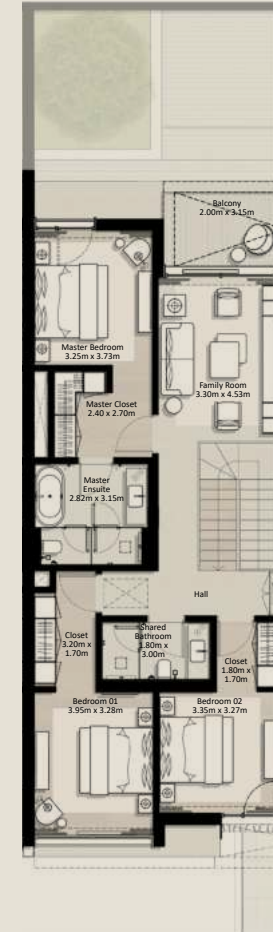 Balcony
2.00m x 3.15m
Master Bedroom
3.25m x 3.73m
Family Room
3.30m x 4.53m
Master Closet
2.40 x 2.70m
Master
Ensuite
2.82m x 3.15m
Hall
Shared
Bathroom
1.80m x
3.00m
Closet
3.20m x
1.70m
Closet
1.80m x
1.70m
Bedroom 01
3.95m x 3.28m
Bedroom 02
3.35m x 3.27m